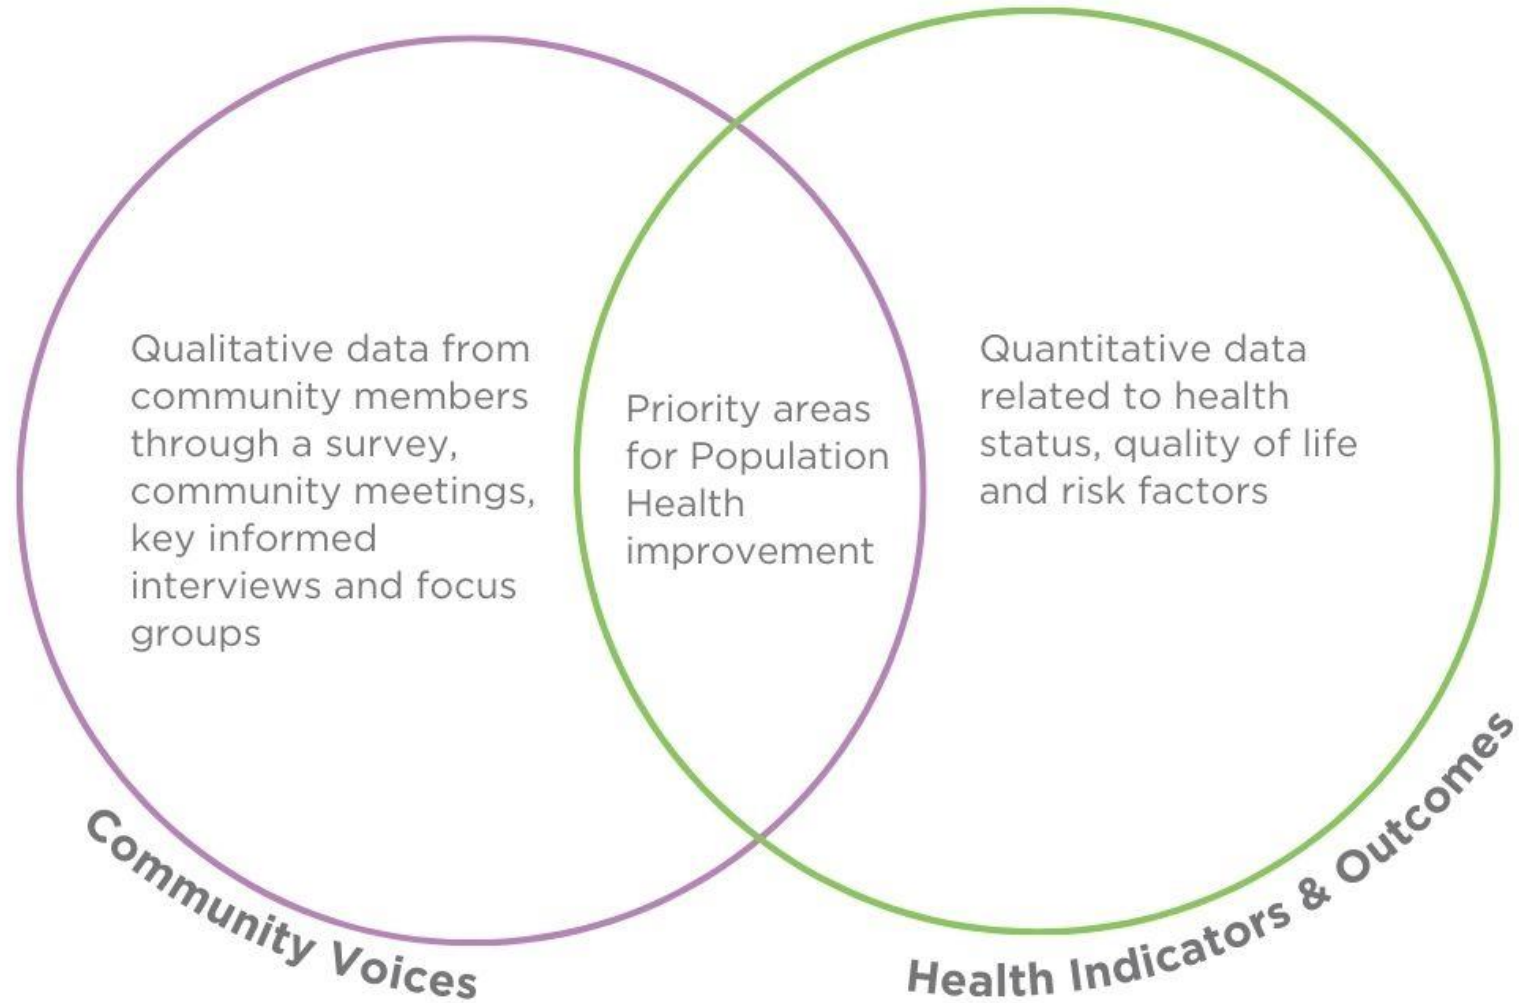 Qualitative data from
community members
through a survey,
community meetings,
key informed
interviews and focus
groups
Priority areas
for Population
Health
improvement
Quantitative data
related to health
status, quality of life
and risk factors
Community Voices
Health Indicators & Outcomes